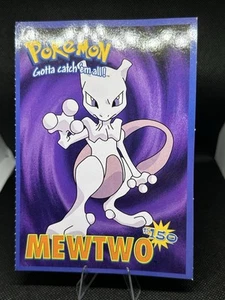 POKéMON
Gotta catch 'em all!
MEWTWO
#150